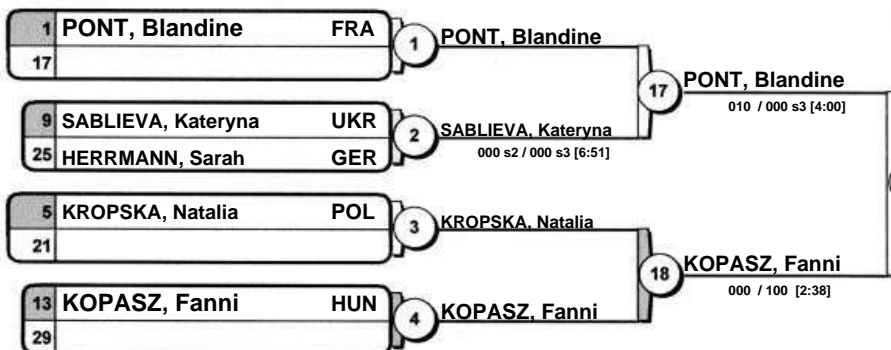 1 PONT, Blandine FRA
17
1 PONT, Blandine
9 SABLIEVA, Kateryna UKR
25 HERRMANN, Sarah GER
2 SABLIEVA, Kateryna
000 s2 / 000 s3 [6:51]
17 PONT, Blandine
010 / 000 s3 [4:00]
5 KROPSKA, Natalia POL
21
3 KROPSKA, Natalia
13 KOPASZ, Fanni HUN
29
4 KOPASZ, Fanni
18 KOPASZ, Fanni
000 / 100 [2:38]